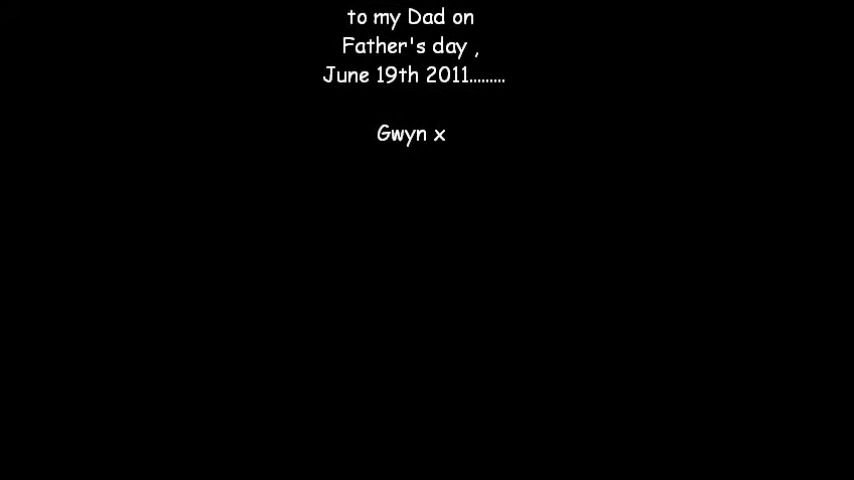 to my Dad on
Father's day ,
June 19th 2011.........
Gwyn x